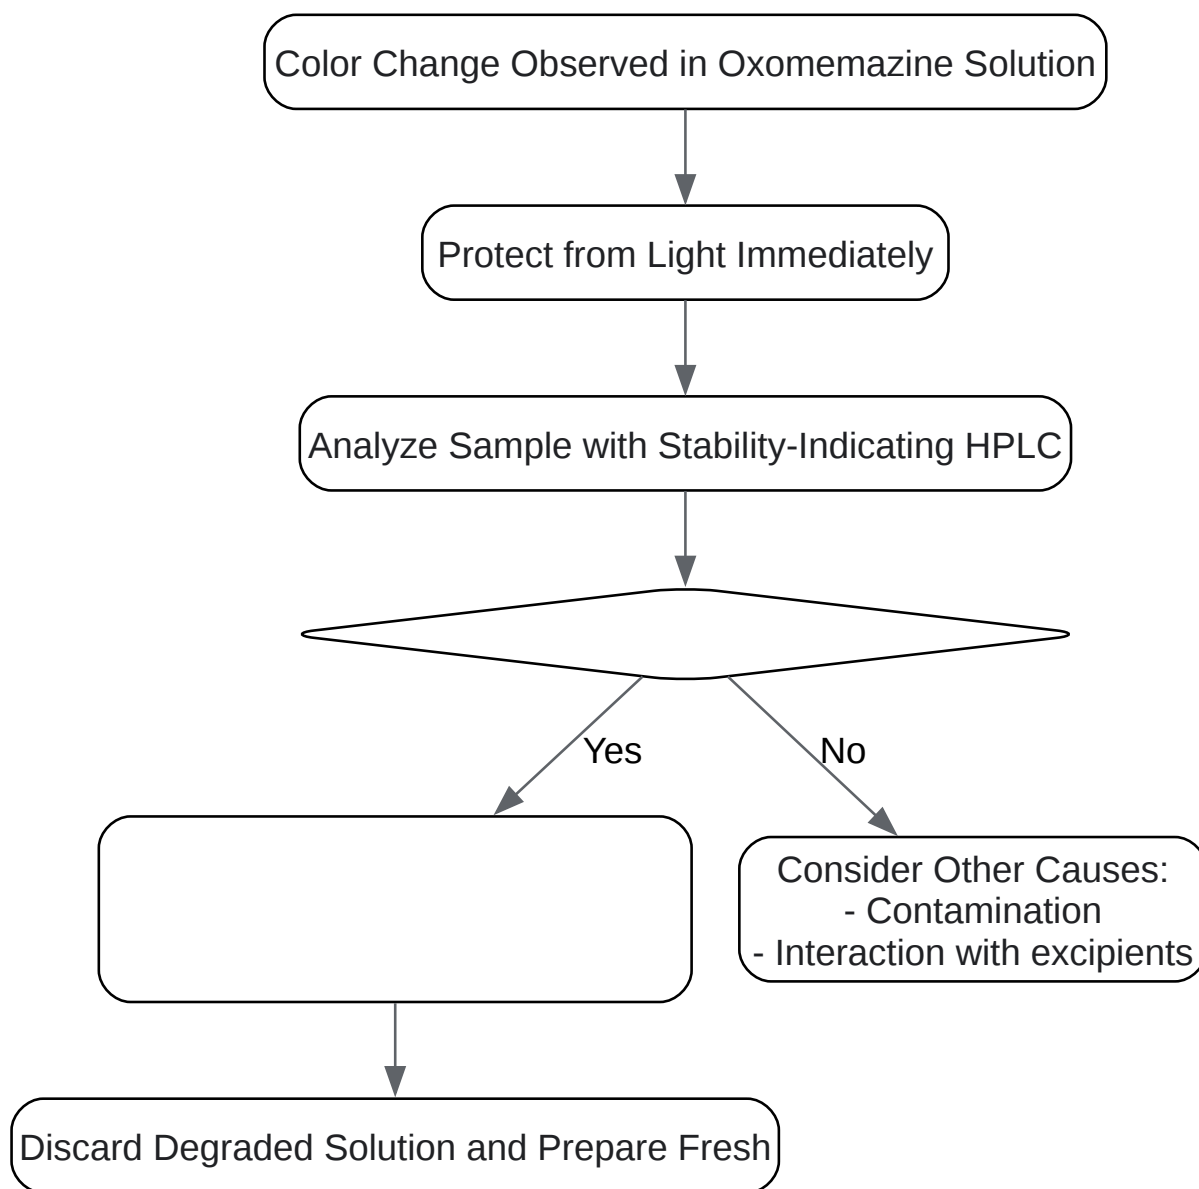 Color Change Observed in Oxomemazine Solution
Protect from Light Immediately
Analyze Sample with Stability-Indicating HPLC
Yes
No
Consider Other Causes:
- Contamination
- Interaction with excipients
Discard Degraded Solution and Prepare Fresh